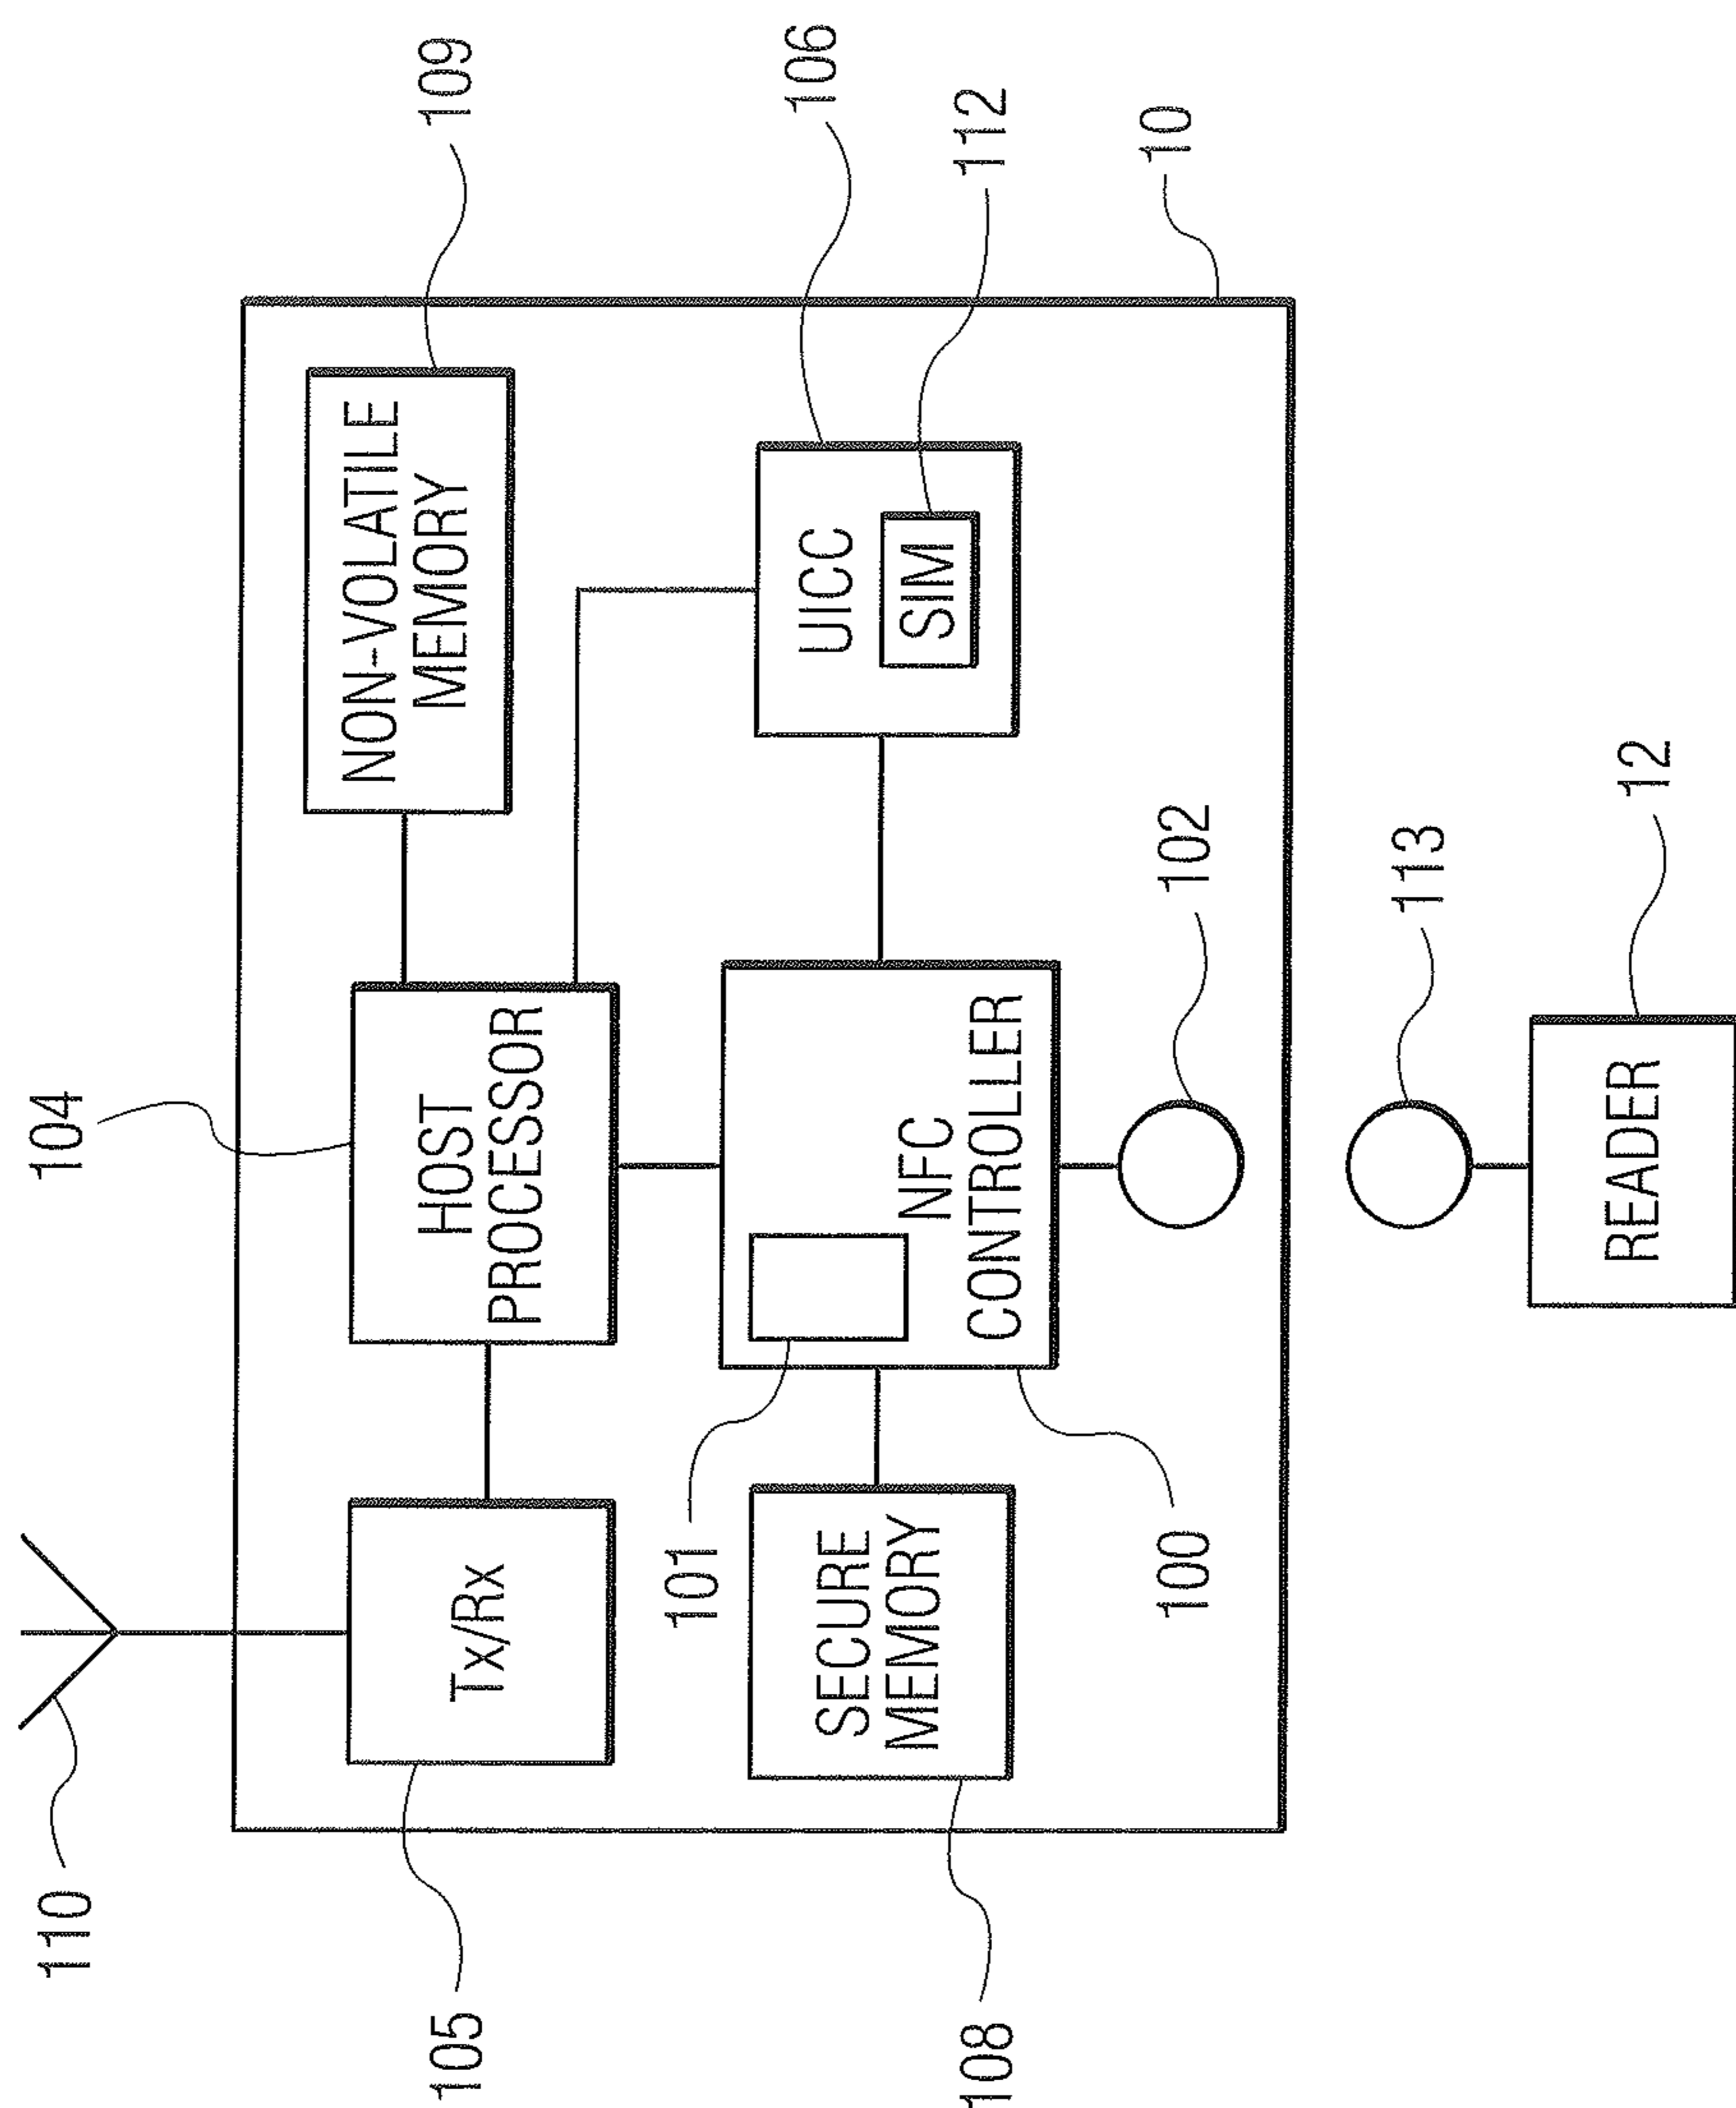 110
104
109
Tx/Rx
HOST
PROCESSOR
NON-VOLATILE
MEMORY
105
101
106
SECURE
MEMORY
NFC
CONTROLLER
UICC
SIM
112
108
100
102
10
113
READER
12